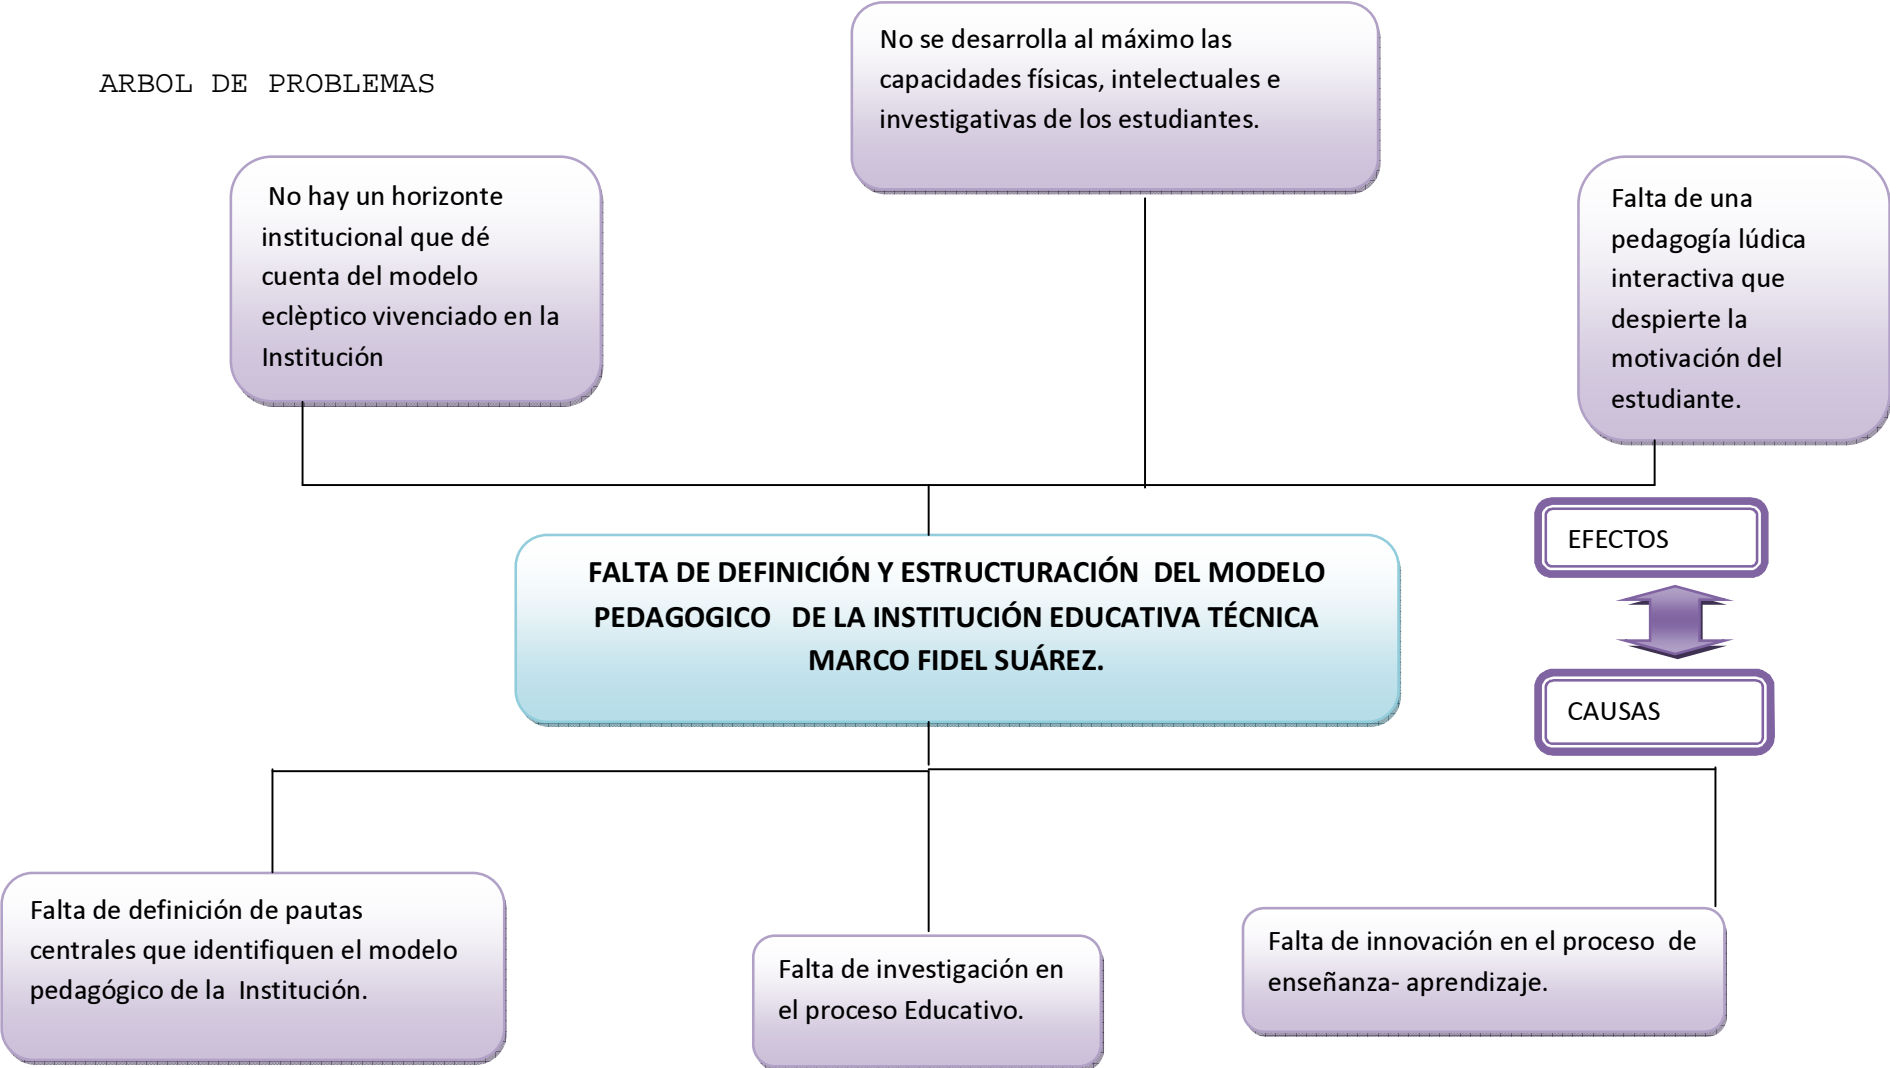 ARBOL DE PROBLEMAS
No se desarrolla al máximo las
capacidades físicas, intelectuales e
investigativas de los estudiantes.
No hay un horizonte
institucional que dé
cuenta del modelo
eclèptico vivenciado en la
Institución
Falta de una
pedagogía lúdica
interactiva que
despierte la
motivación del
estudiante.
EFECTOS
FALTA DE DEFINICIÓN Y ESTRUCTURACIÓN DEL MODELO
PEDAGOGICO DE LA INSTITUCIÓN EDUCATIVA TÉCNICA
MARCO FIDEL SUÁREZ.
CAUSAS
Falta de definición de pautas
centrales que identifiquen el modelo
pedagógico de la Institución.
Falta de investigación en
el proceso Educativo.
Falta de innovación en el proceso de
enseñanza- aprendizaje.